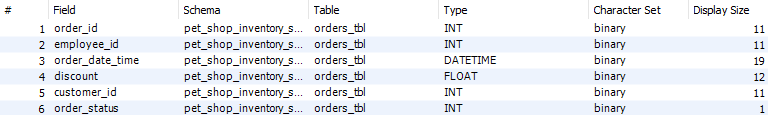 # Field Schema Table Type Character Set Display Size
1 order_id pet_shop_inventory_s... orders_tbl INT binary 11
2 employee_id pet_shop_inventory_s... orders_tbl INT binary 11
3 order_date_time pet_shop_inventory_s... orders_tbl DATETIME binary 19
4 discount pet_shop_inventory_s... orders_tbl FLOAT binary 12
5 customer_id pet_shop_inventory_s... orders_tbl INT binary 11
6 order_status pet_shop_inventory_s... orders_tbl INT binary 1